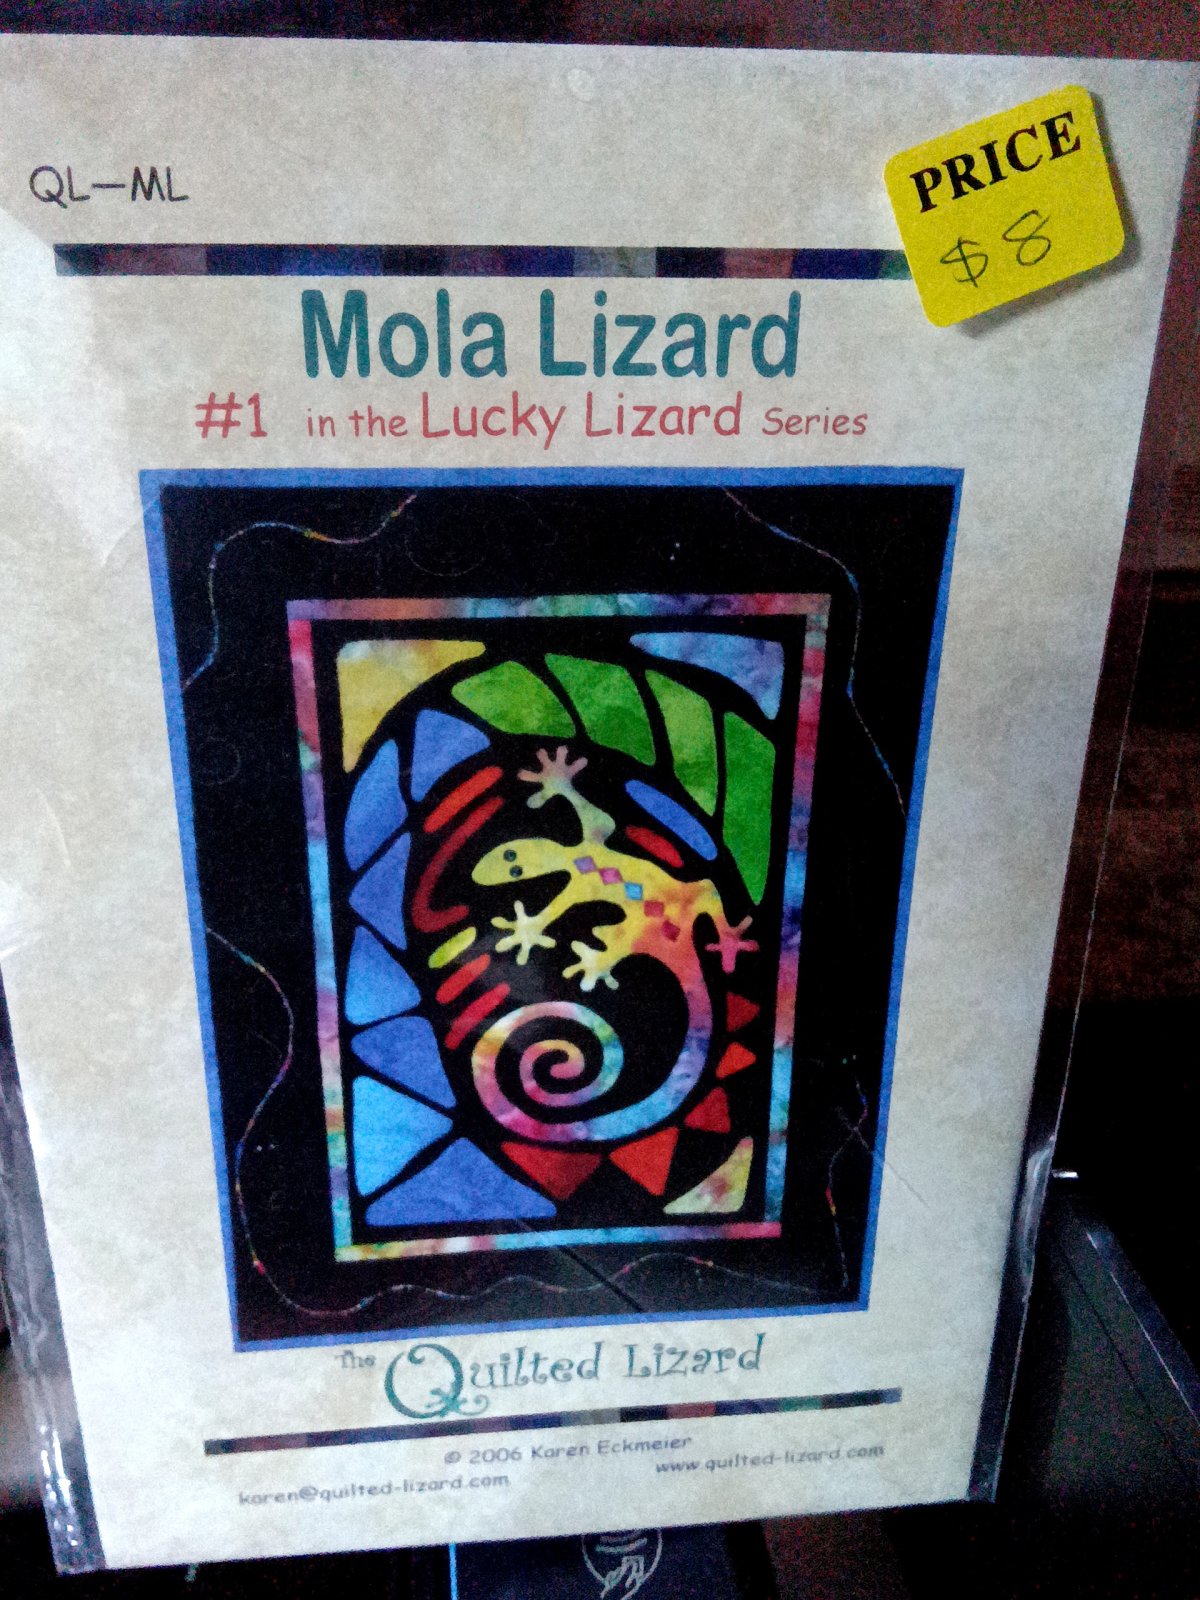 PRICE
$8
QL-ML
Mola Lizard
#1 in the Lucky Lizard Series
The Quilted Lizard
© 2006 Karen Eckmeier
karen@quilted-lizard.com
www.quilted-lizard.com